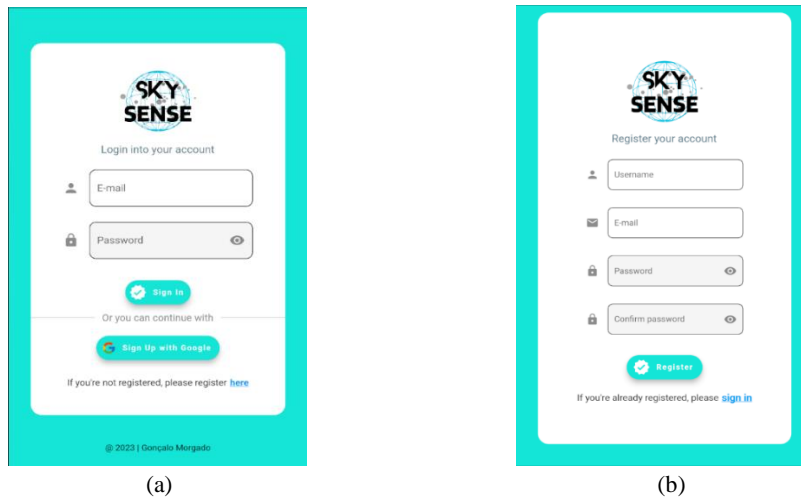 SKY
SENSE
Login into your account
E-mail
Password
Sign In
Or you can continue with
Sign Up with Google
If you're not registered, please register here
@ 2023 | Gonçalo Morgado
(a)
SKY
SENSE
Register your account
Username
E-mail
Password
Confirm password
Register
If you're already registered, please sign in
(b)